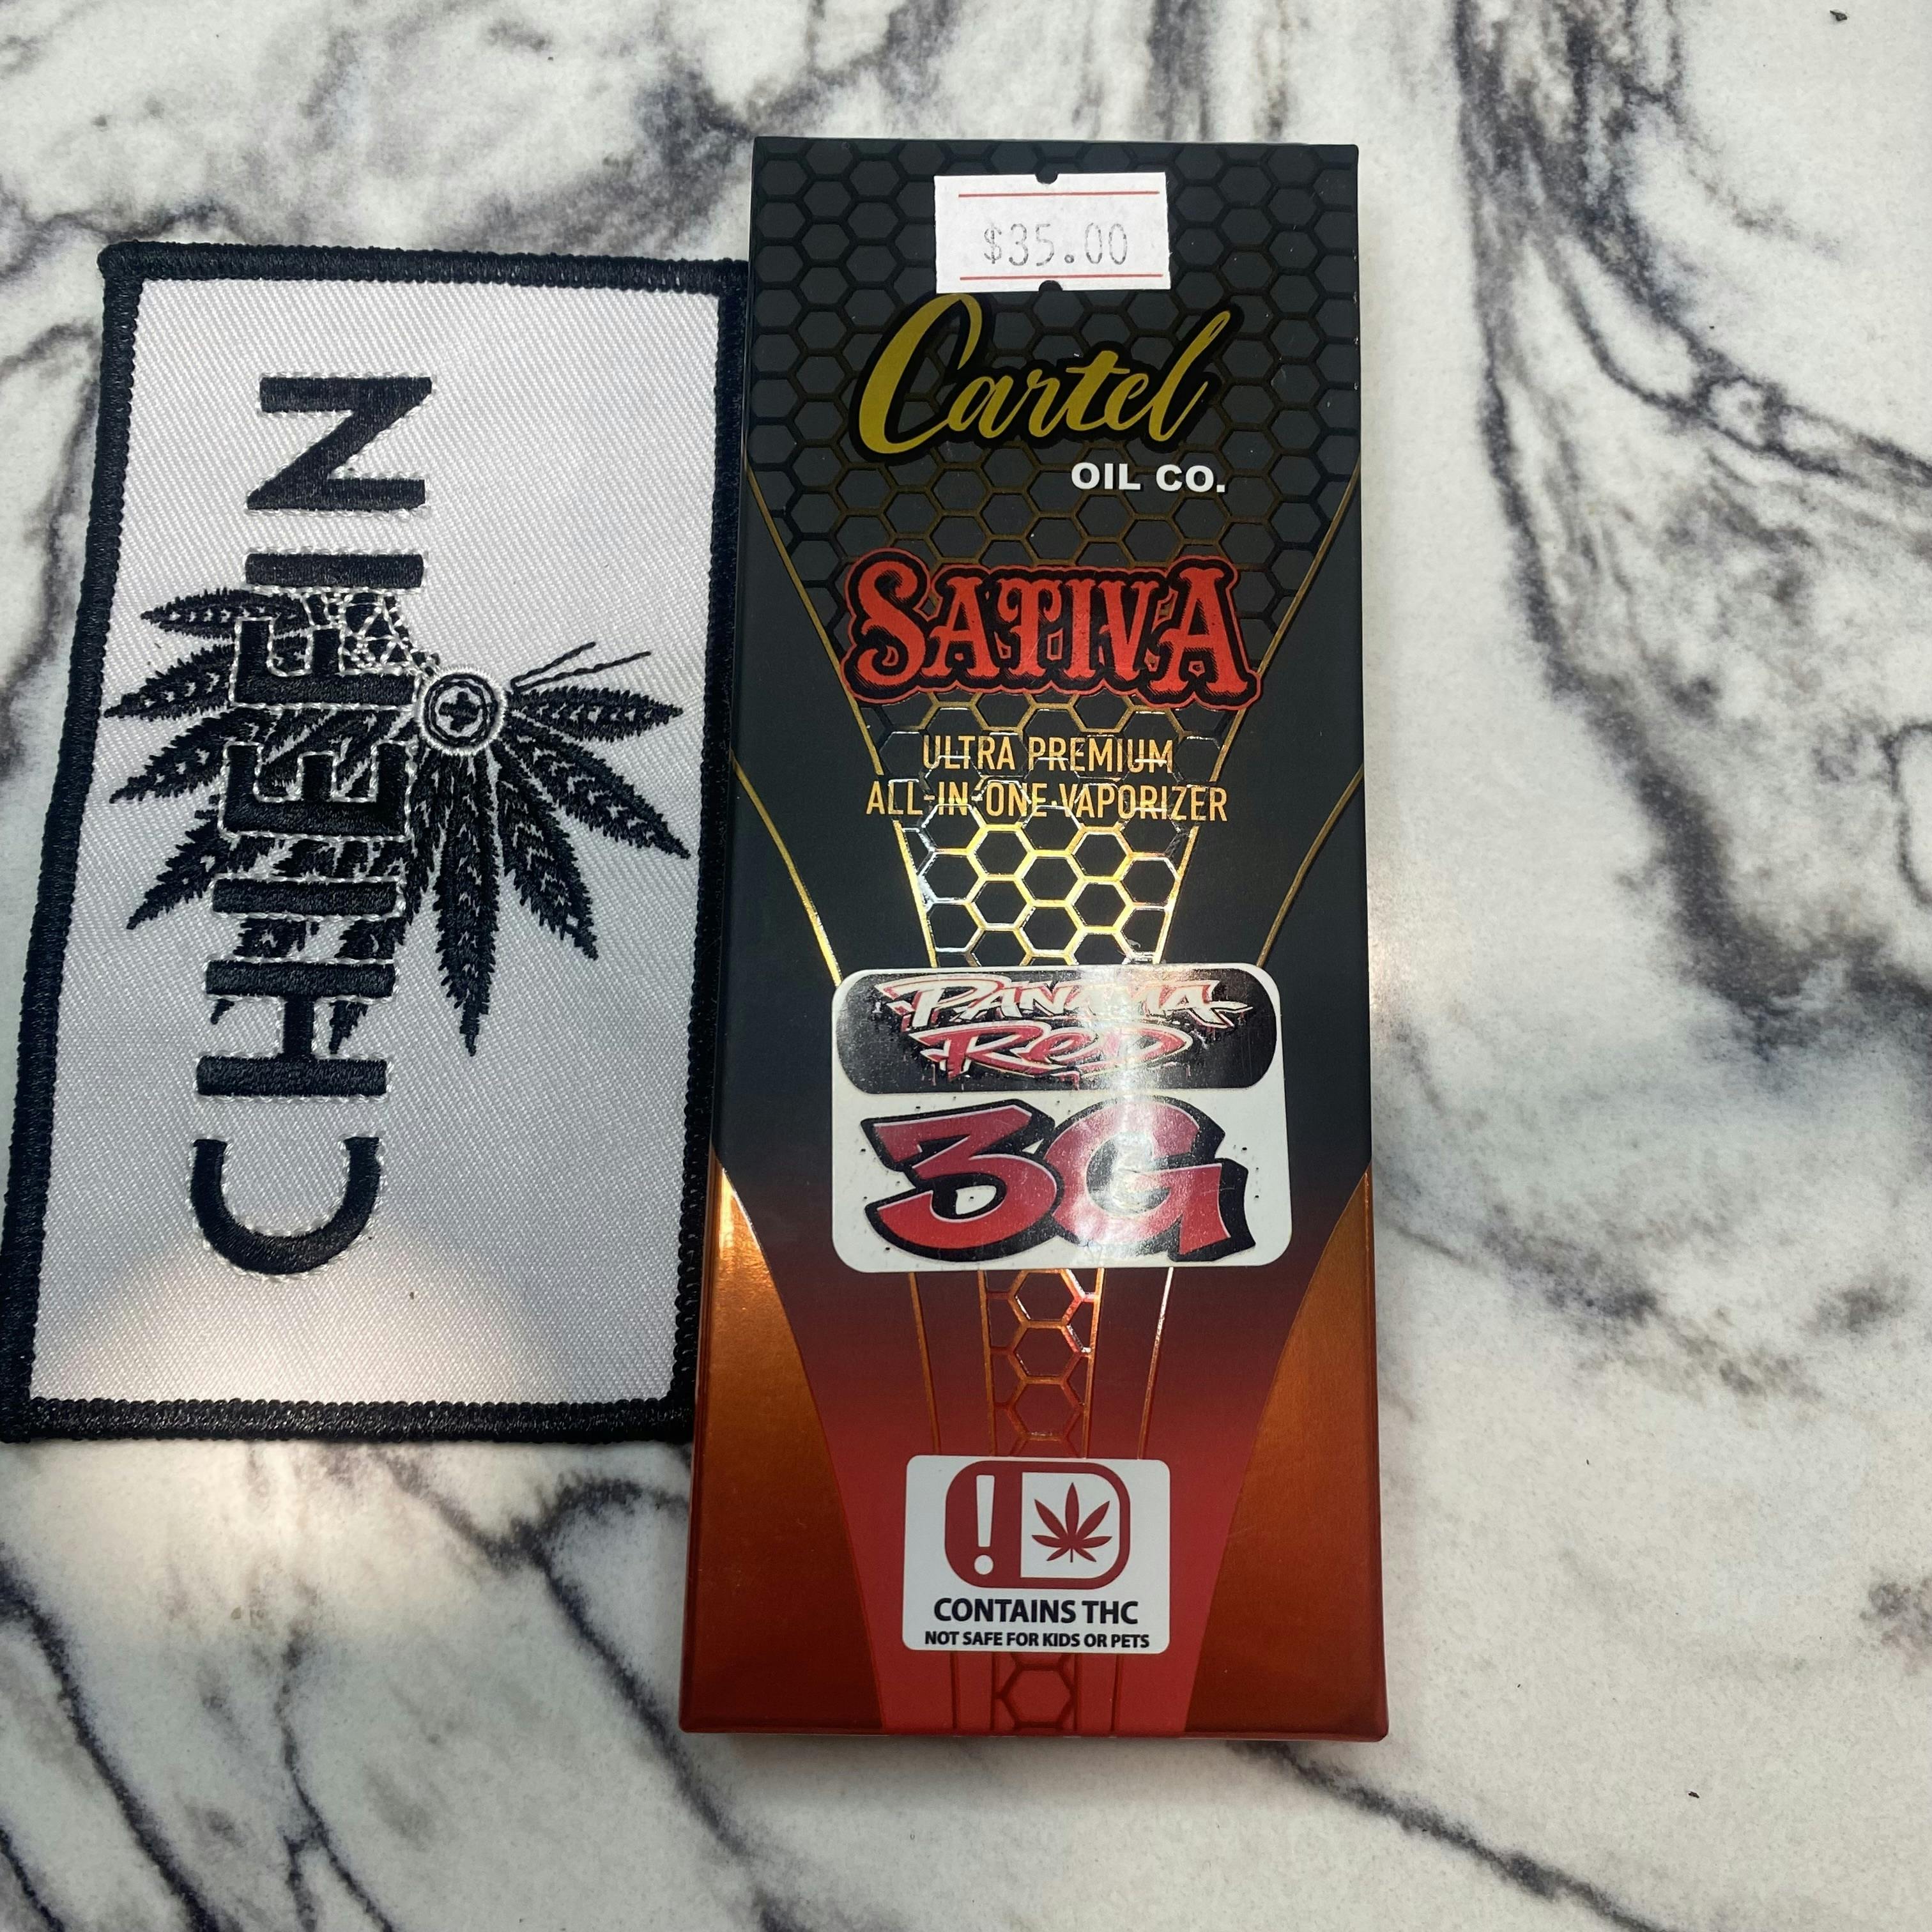 CHIEFIN
$35.00
Cartel
OIL CO.
SATIVA
ULTRA PREMIUM
ALL-IN-ONE VAPORIZER
PANAMA
RED
3G
!
CONTAINS THC
NOT SAFE FOR KIDS OR PETS